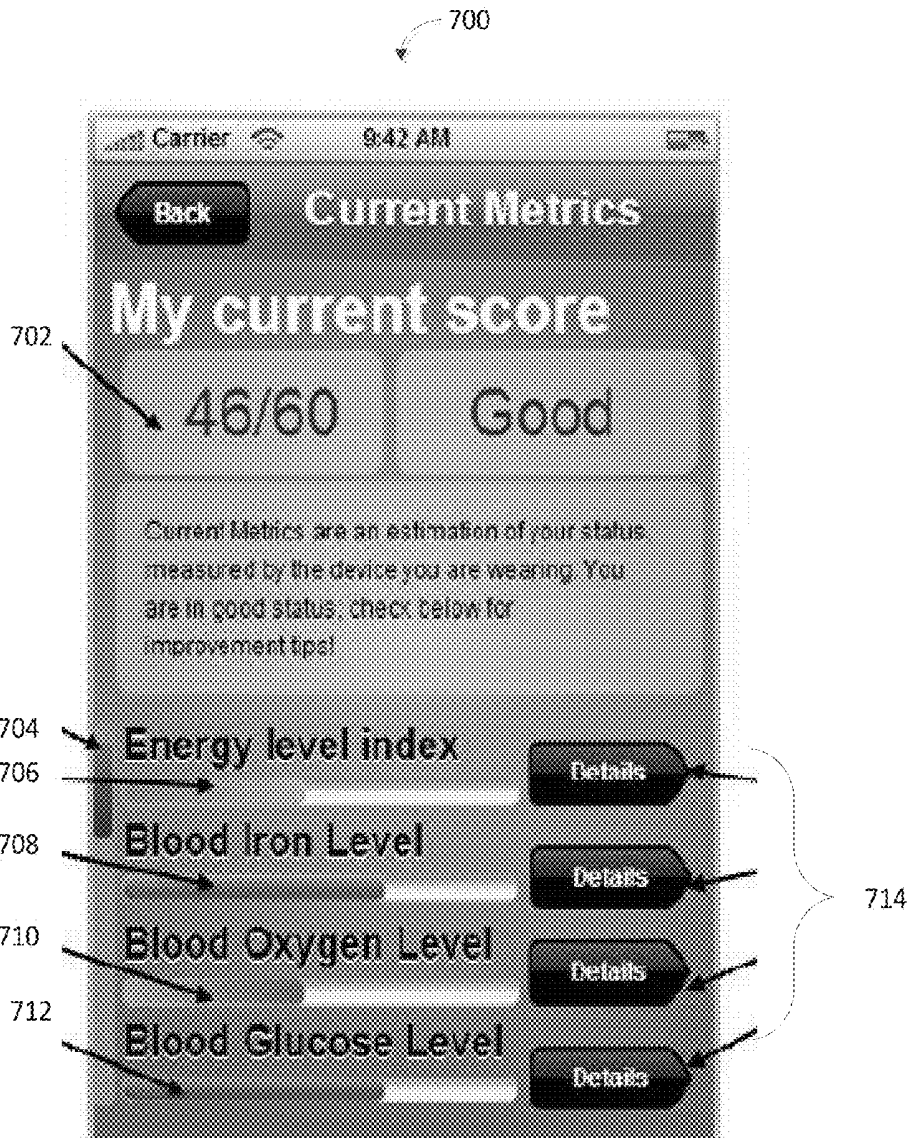 700
Carrier 9:42 AM
Back Current Metrics
My current score
702
46/60 Good
Current Metrics are an estimation of your status
measured by the device you are wearing. You
are in good status, check below for
improvement tips!
704
Energy level index
706
Details
Blood Iron Level
708
Details
714
Blood Oxygen Level
710
Details
712
Blood Glucose Level
Details